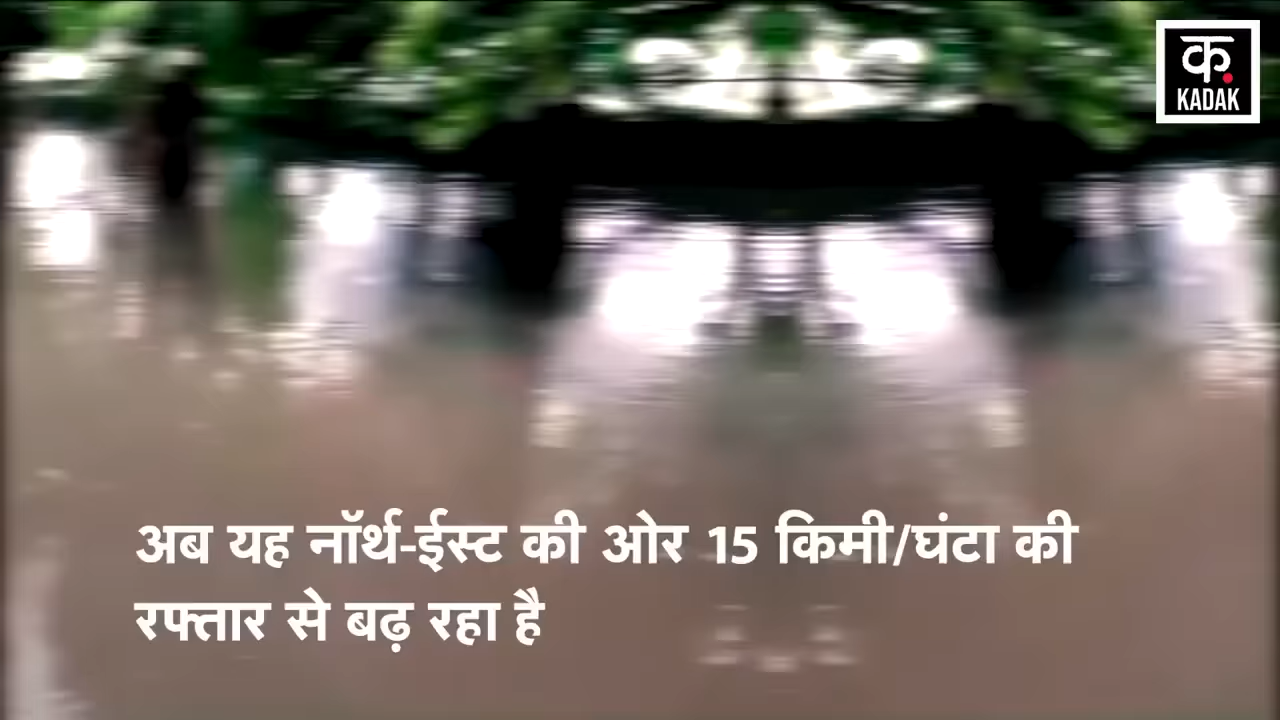 क.
KADAK
अब यह नॉर्थ-ईस्ट की ओर 15 किमी/घंटा की
रफ्तार से बढ़ रहा है